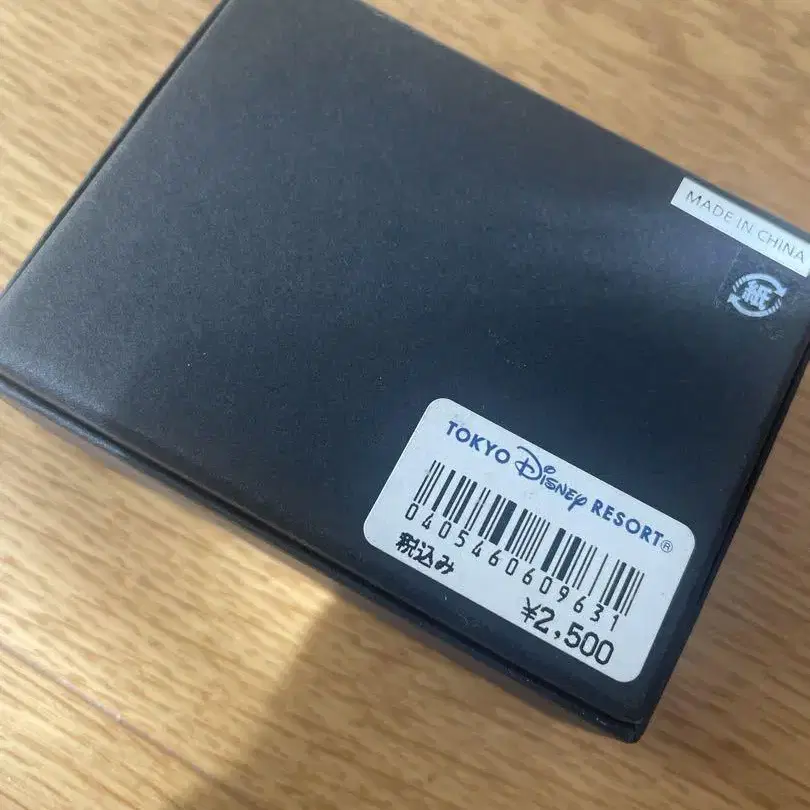 MADE IN CHINA
紙
TOKYO Disney RESORT®
0405460609631
税込み
¥2,500